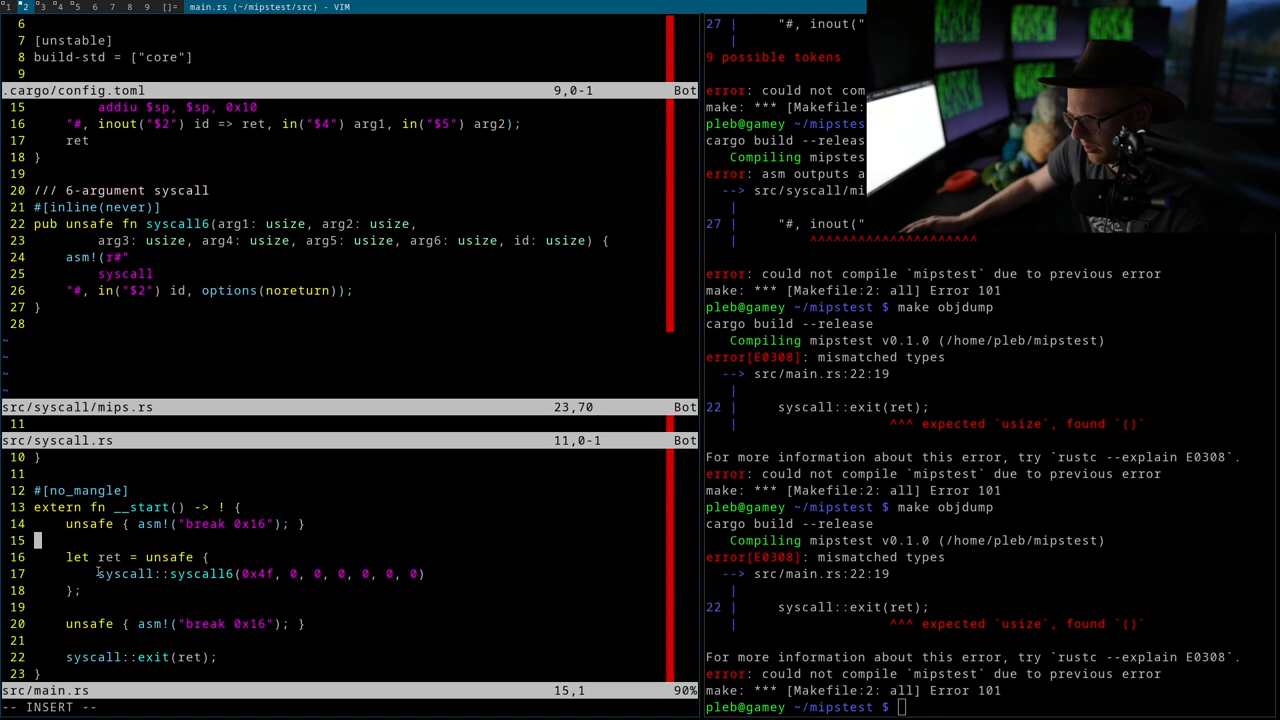 1 2 3 4 5 6 7 8 9 []= main.rs (~/mipstest/src) - VIM
6
7 [unstable]
8 build-std = ["core"]
9
.cargo/config.toml 9,0-1 Bot
15 addiu $sp, $sp, 0x10
16 "#, inout("$2") id => ret, in("$4") arg1, in("$5") arg2);
17 ret
18 }
19
20 /// 6-argument syscall
21 #[inline(never)]
22 pub unsafe fn syscall6(arg1: usize, arg2: usize,
23 arg3: usize, arg4: usize, arg5: usize, arg6: usize, id: usize) {
24 asm!(r#"
25 syscall
26 "#, in("$2") id, options(noreturn));
27 }
28
~
~
~
~
src/syscall/mips.rs 23,70 Bot
11
src/syscall.rs 11,0-1 Bot
10 }
11
12 #[no_mangle]
13 extern fn __start() -> ! {
14 unsafe { asm!("break 0x16"); }
15
16 let ret = unsafe {
17 syscall::syscall6(0x4f, 0, 0, 0, 0, 0, 0)
18 };
19
20 unsafe { asm!("break 0x16"); }
21
22 syscall::exit(ret);
23 }
src/main.rs 15,1 90%
-- INSERT --
27 | "#, inout("
|
9 possible tokens
error: could not com
make: *** [Makefile:
pleb@gamey ~/mipstes
cargo build --releas
Compiling mipstes
error: asm outputs a
--> src/syscall/mi
|
27 | "#, inout("
| ^^^^^^^^^^^^^^^^^^^^^
error: could not compile `mipstest` due to previous error
make: *** [Makefile:2: all] Error 101
pleb@gamey ~/mipstest $ make objdump
cargo build --release
Compiling mipstest v0.1.0 (/home/pleb/mipstest)
error[E0308]: mismatched types
--> src/main.rs:22:19
|
22 | syscall::exit(ret);
| ^^^ expected `usize`, found `()`
For more information about this error, try `rustc --explain E0308`.
error: could not compile `mipstest` due to previous error
make: *** [Makefile:2: all] Error 101
pleb@gamey ~/mipstest $ make objdump
cargo build --release
Compiling mipstest v0.1.0 (/home/pleb/mipstest)
error[E0308]: mismatched types
--> src/main.rs:22:19
|
22 | syscall::exit(ret);
| ^^^ expected `usize`, found `()`
For more information about this error, try `rustc --explain E0308`.
error: could not compile `mipstest` due to previous error
make: *** [Makefile:2: all] Error 101
pleb@gamey ~/mipstest $